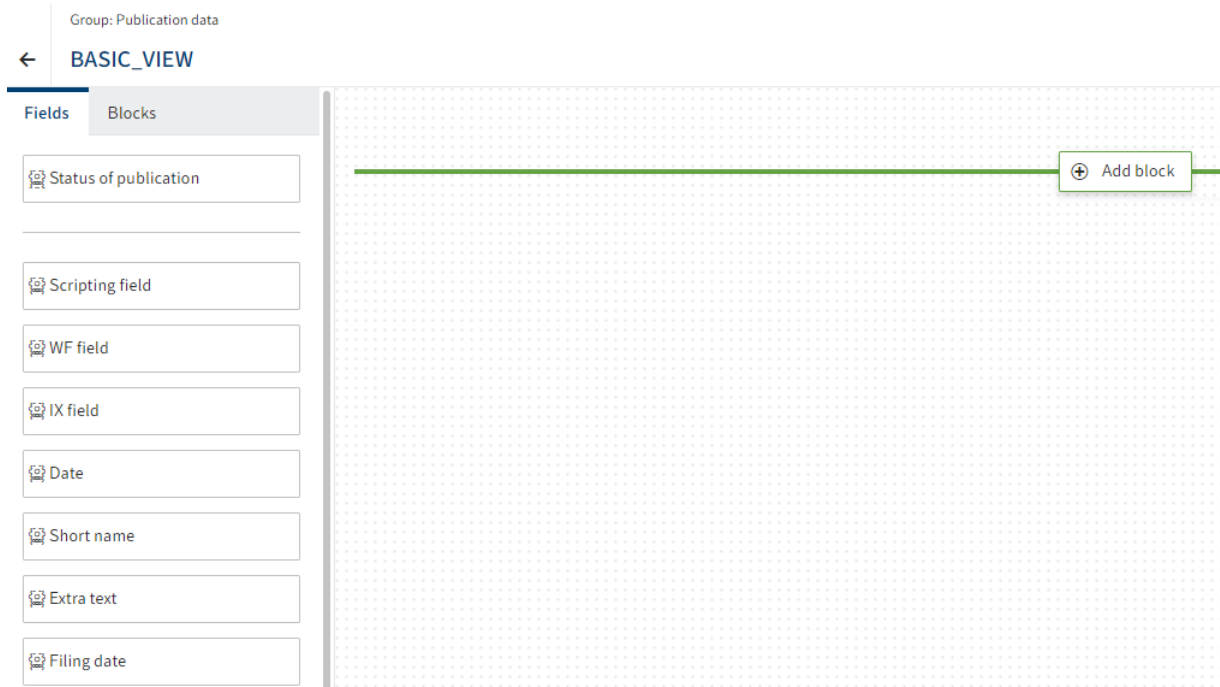 Group: Publication data
BASIC_VIEW
Fields
Blocks
Status of publication
Add block
Scripting field
WF field
IX field
Date
Short name
Extra text
Filing date